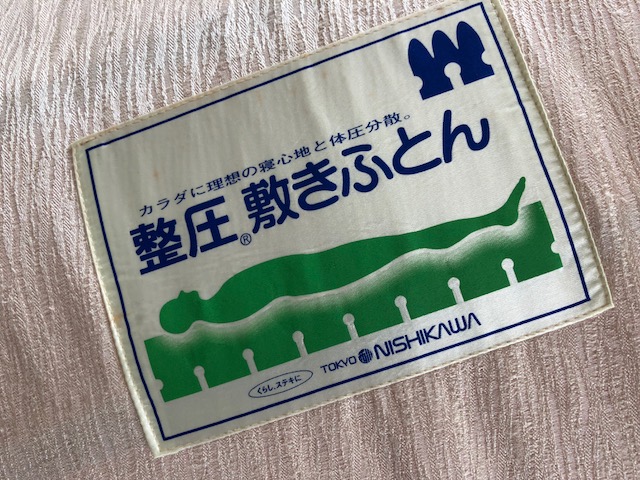 カラダに理想の寝心地と体圧分散。
整圧®敷きふとん
くらし、ステキに
TOKYO NISHIKAWA